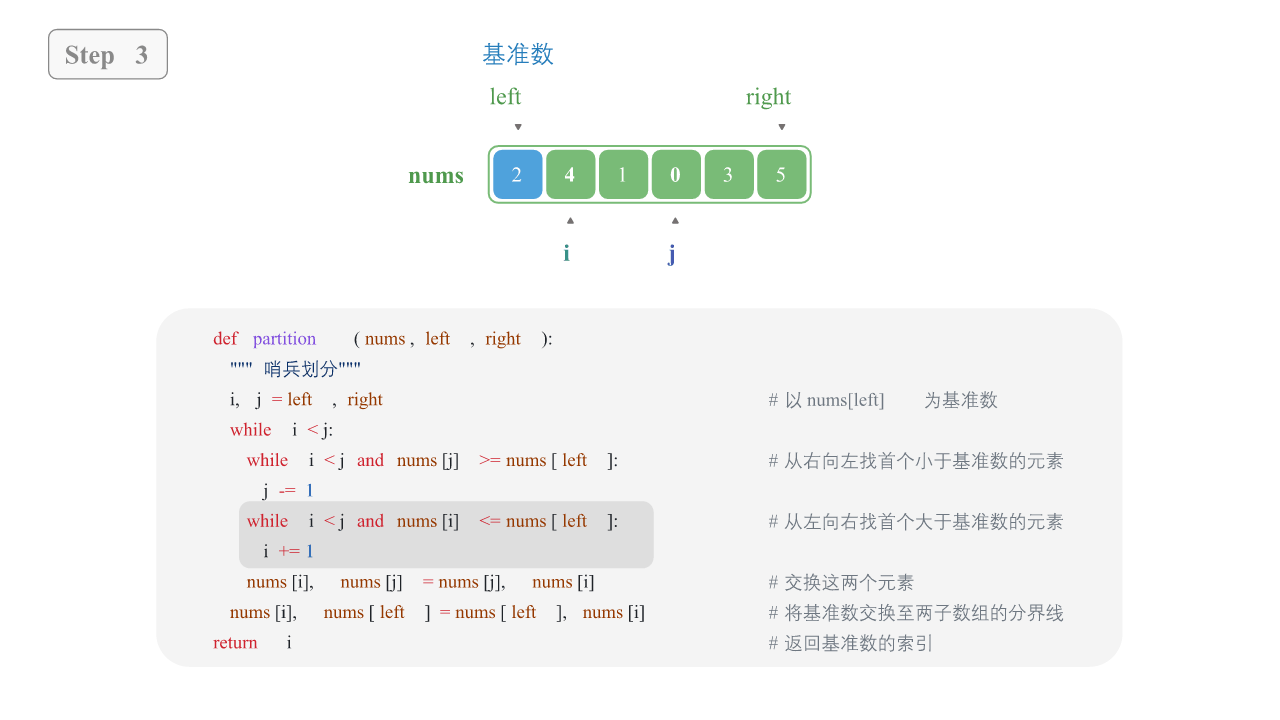 Step 3
基准数
left right
nums 2 4 1 0 3 5
i j
def partition(nums, left, right):
""" 哨兵划分"""
i, j = left, right # 以 nums[left] 为基准数
while i < j:
while i < j and nums[j] >= nums[left]: # 从右向左找首个小于基准数的元素
j -= 1
while i < j and nums[i] <= nums[left]: # 从左向右找首个大于基准数的元素
i += 1
nums[i], nums[j] = nums[j], nums[i] # 交换这两个元素
nums[i], nums[left] = nums[left], nums[i] # 将基准数交换至两子数组的分界线
return i # 返回基准数的索引